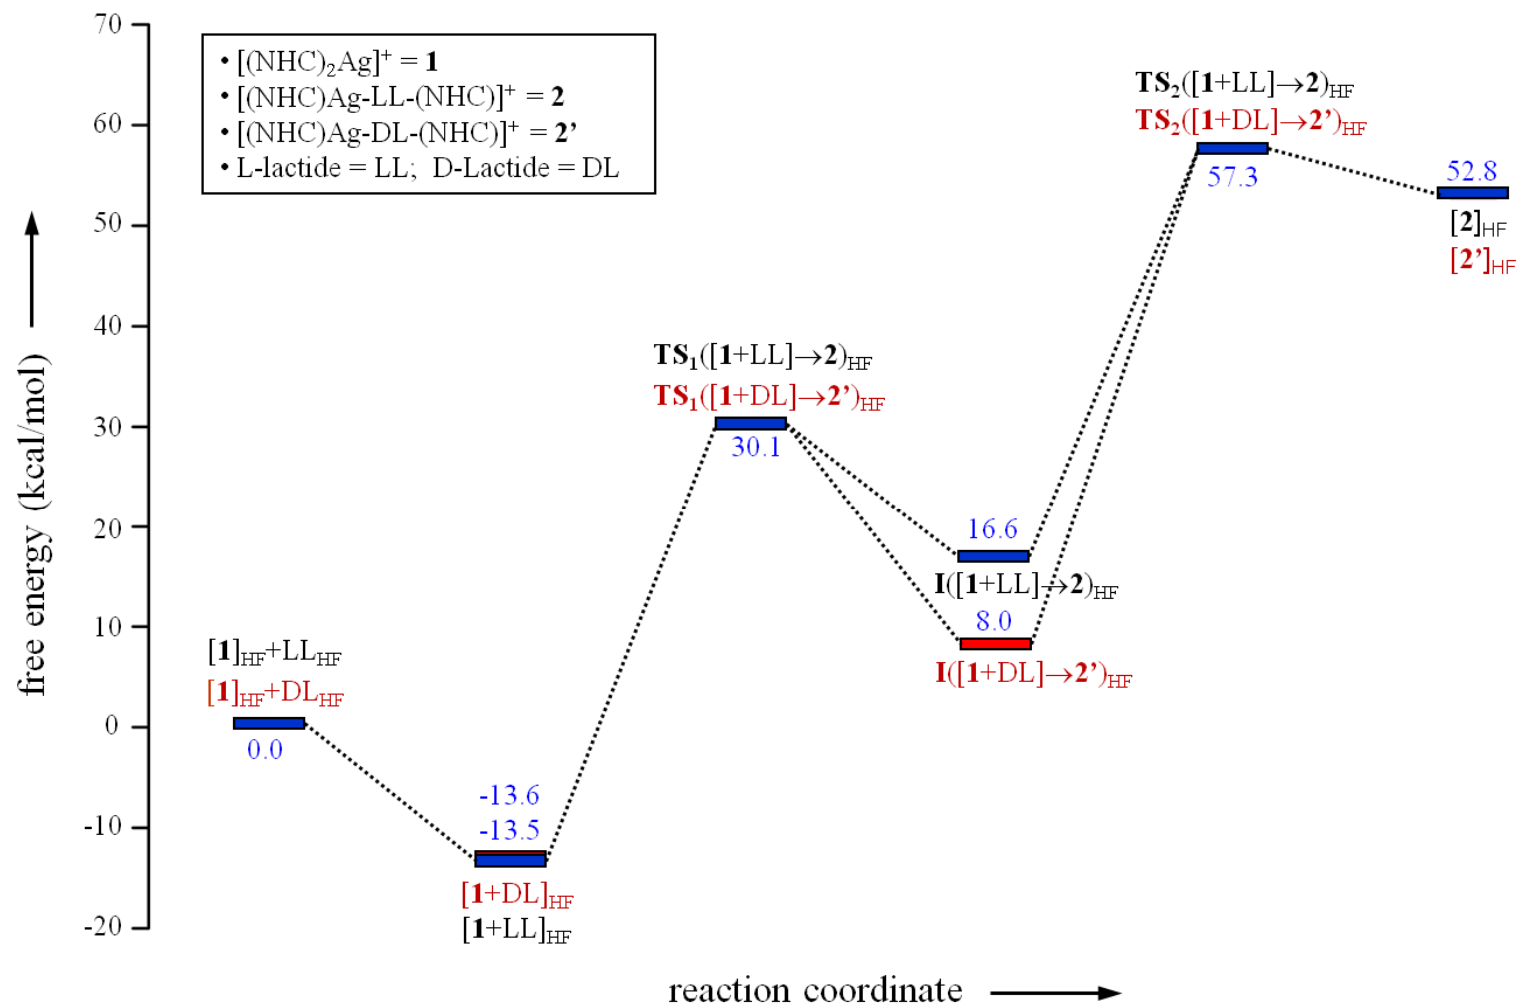 70
• [(NHC)₂Ag]⁺ = 1
• [(NHC)Ag-LL-(NHC)]⁺ = 2
• [(NHC)Ag-DL-(NHC)]⁺ = 2’
• L-lactide = LL; D-Lactide = DL
TS₂([1+LL]→2)HF
TS₂([1+DL]→2’)HF
60
57.3
52.8
[2]HF
[2’]HF
50
40
TS₁([1+LL]→2)HF
TS₁([1+DL]→2’)HF
30
30.1
20
16.6
I([1+LL]→2)HF
10
8.0
I([1+DL]→2’)HF
[1]HF+LLHF
[1]HF+DLHF
0
0.0
-13.6
-10
-13.5
[1+DL]HF
[1+LL]HF
-20
free energy (kcal/mol)
reaction coordinate